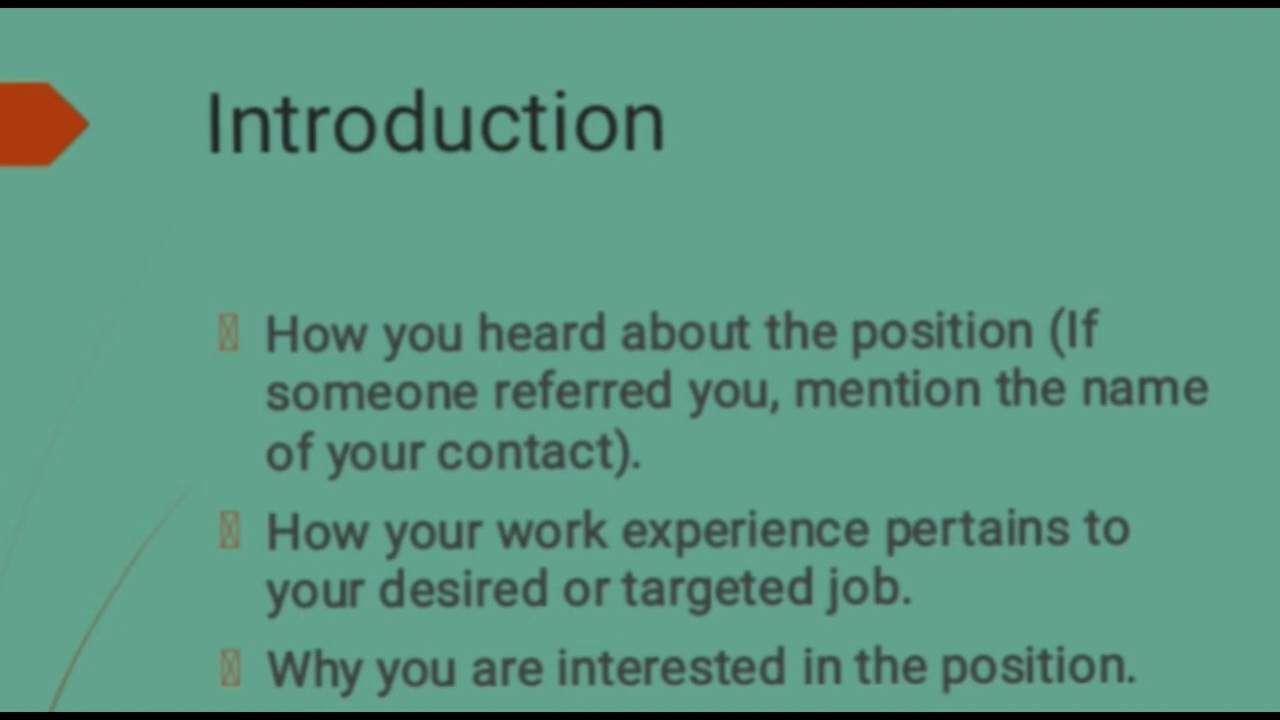 Introduction
How you heard about the position (If
someone referred you, mention the name
of your contact).
How your work experience pertains to
your desired or targeted job.
Why you are interested in the position.